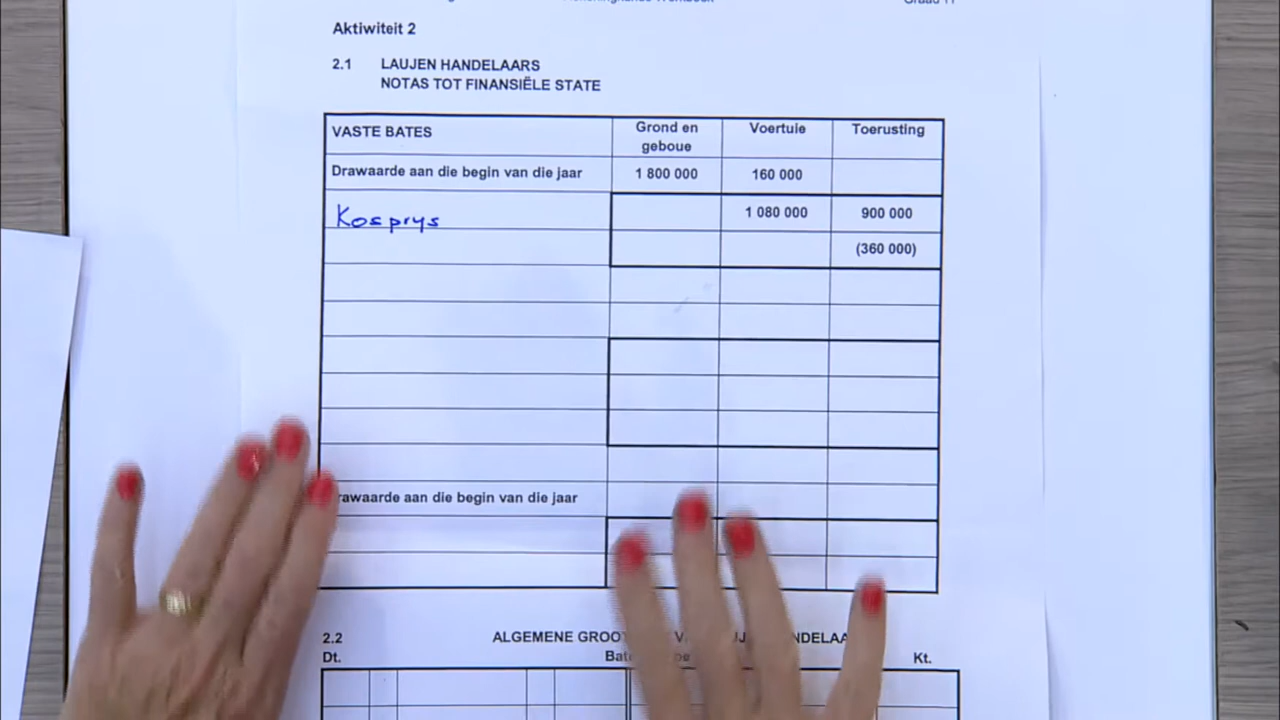 Aktiwiteit 2
2.1 LAUJEN HANDELAARS
NOTAS TOT FINANSIËLE STATE
VASTE BATES Grond en geboue Voertuie Toerusting
Drawaarde aan die begin van die jaar 1 800 000 160 000
Kosprys 1 080 000 900 000
(360 000)
rawaarde aan die begin van die jaar
2.2 ALGEMENE
Dt. Kt.